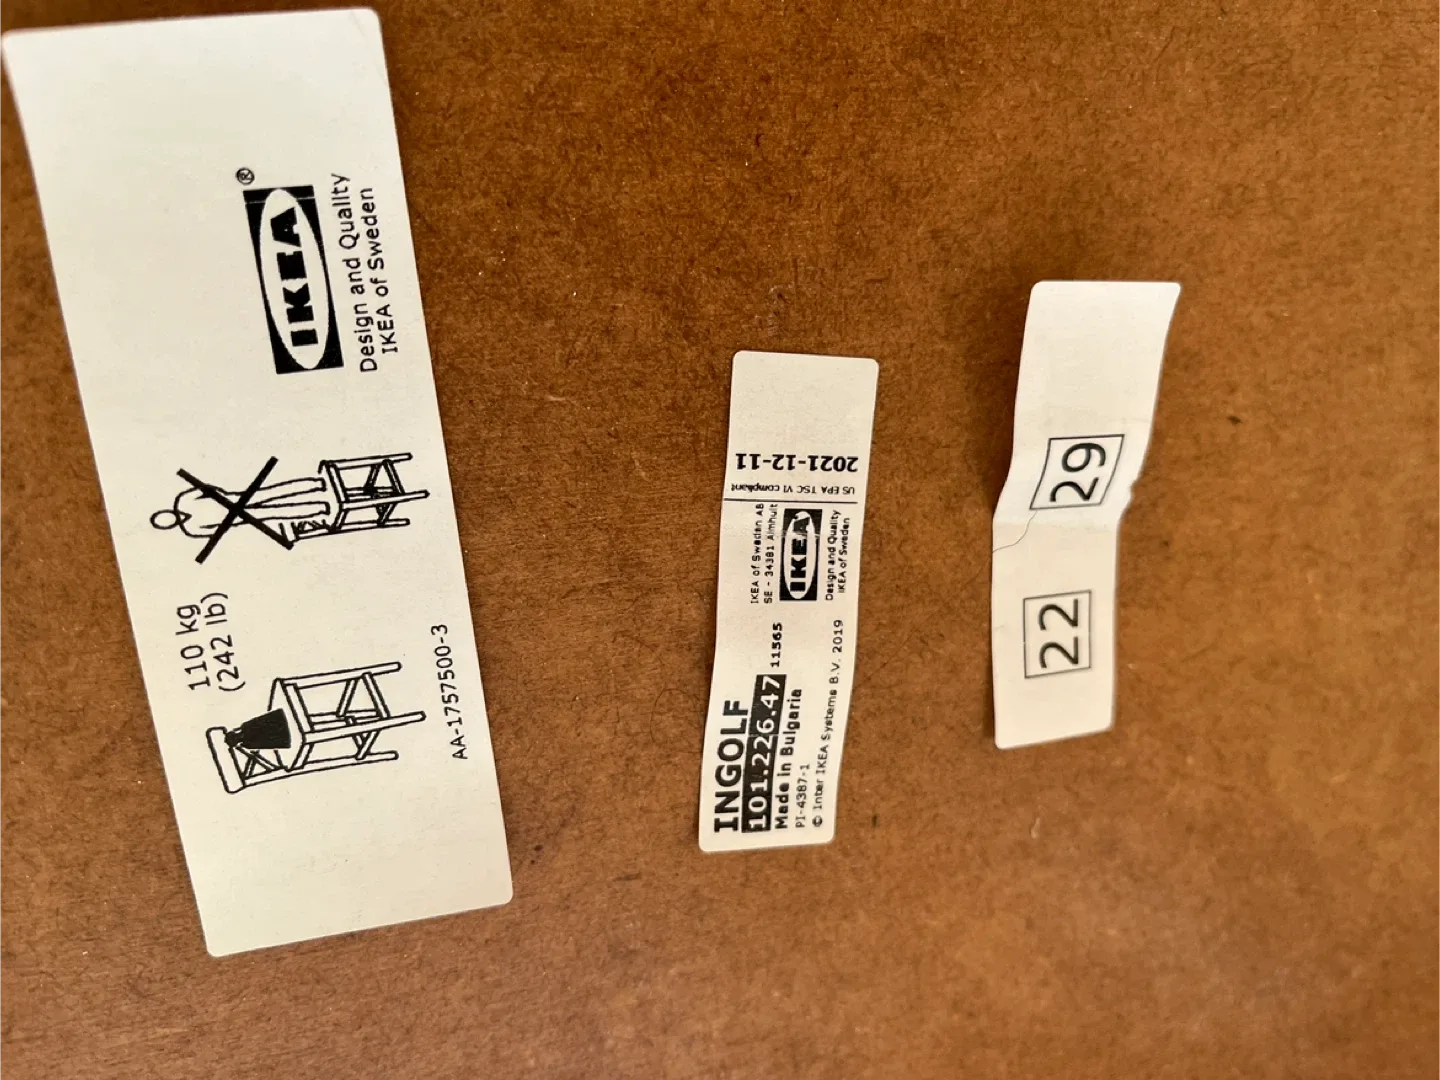 110 kg
(242 lb)
AA-1757500-3
IKEA®
Design and Quality
IKEA of Sweden
INGOLF
101.226.47 11565
Made in Bulgaria
PI-4387-1
© Inter IKEA Systems B.V. 2019
IKEA of Sweden AB
SE - 34381 Älmhult
IKEA
Design and Quality
IKEA of Sweden
US EPA TSC VI compliant
2021-12-11
22 29